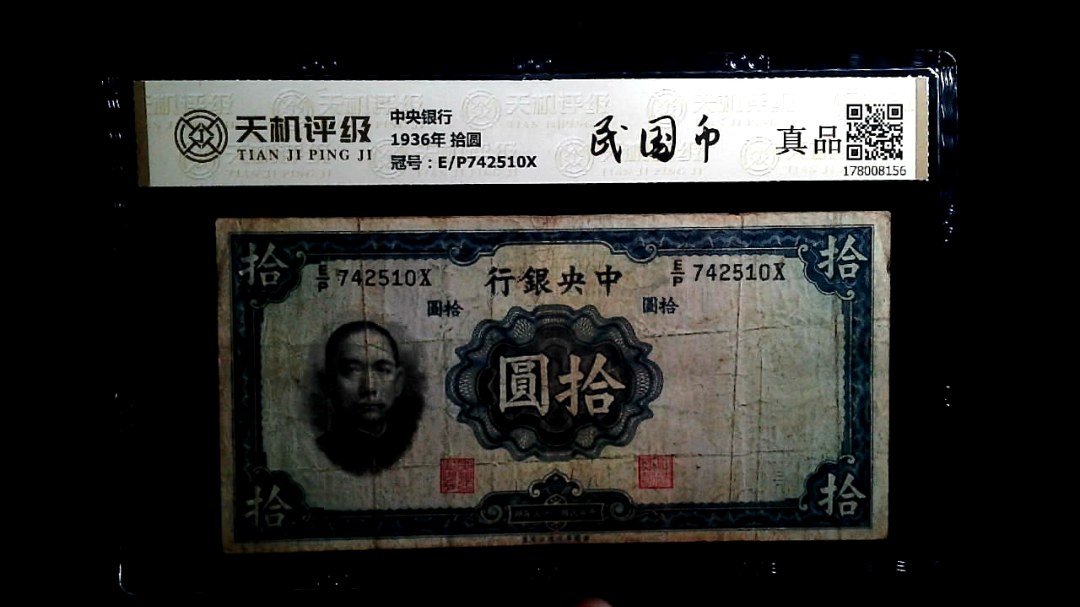 天机评级
TIAN JI PING JI
中央银行
1936年 拾圆
冠号：E/P742510X
民国币
真品
178008156
拾
拾
E/P 742510X
行銀央中
E/P 742510X
圓拾
圓拾
圓拾
拾
拾